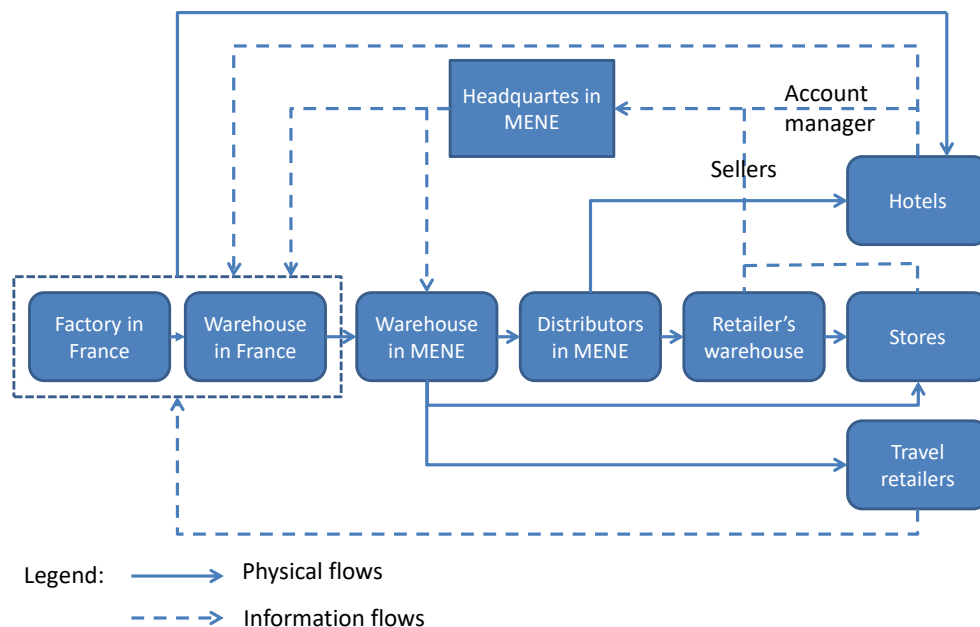 Headquartes in
MENE
Account
manager
Sellers
Hotels
Factory in
France
Warehouse
in France
Warehouse
in MENE
Distributors
in MENE
Retailer's
warehouse
Stores
Travel
retailers
Legend:
Physical flows
Information flows